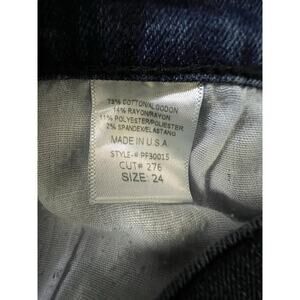 73% COTTON/ALGODON
14% RAYON/RAYON
11% POLYESTER/POLIESTER
2% SPANDEX/ELASTANO
MADE IN U.S.A
STYLE-# PF30015
CUT# 276
SIZE: 24